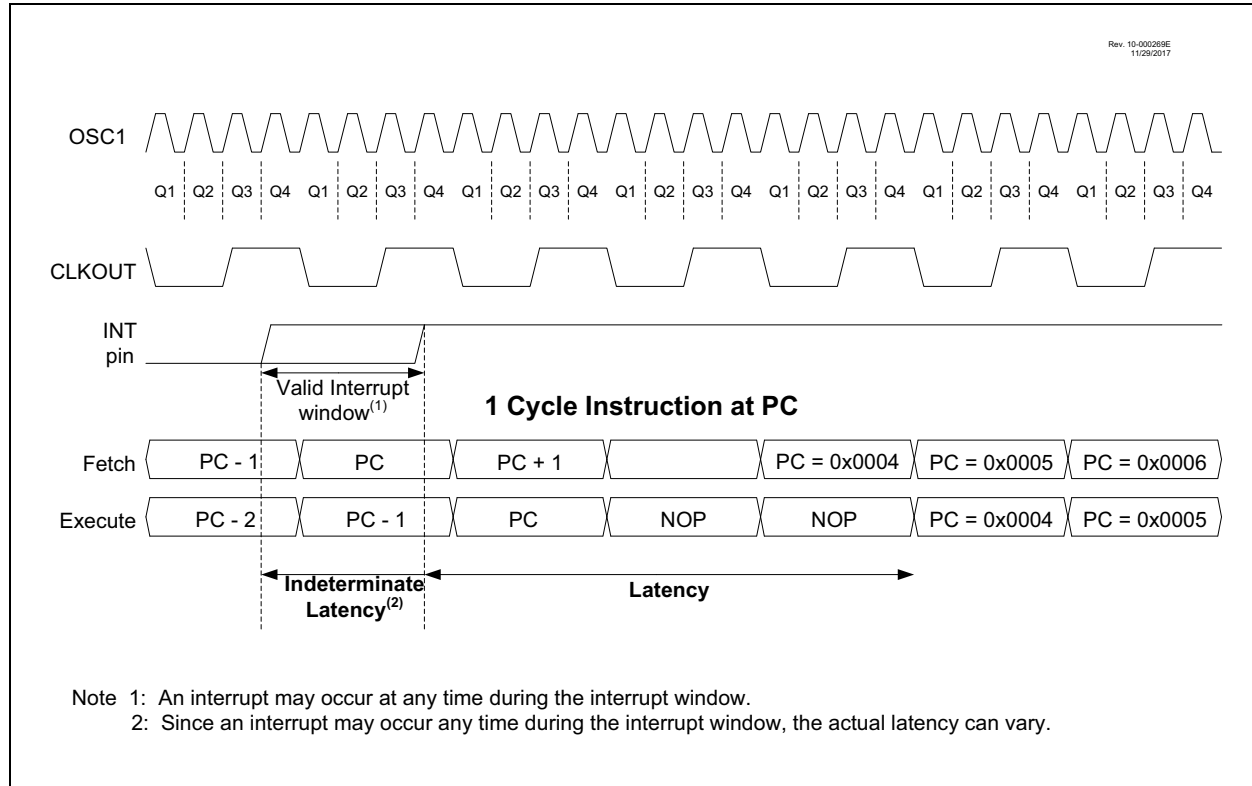 Rev. 10-000269E
11/29/2017
OSC1
Q1 Q2 Q3 Q4 Q1 Q2 Q3 Q4 Q1 Q2 Q3 Q4 Q1 Q2 Q3 Q4 Q1 Q2 Q3 Q4 Q1 Q2 Q3 Q4 Q1 Q2 Q3 Q4
CLKOUT
INT
pin
Valid Interrupt
window(1)
1 Cycle Instruction at PC
Fetch PC - 1 PC PC + 1 PC = 0x0004 PC = 0x0005 PC = 0x0006
Execute PC - 2 PC - 1 PC NOP NOP PC = 0x0004 PC = 0x0005
Indeterminate
Latency(2)
Latency
Note 1: An interrupt may occur at any time during the interrupt window.
2: Since an interrupt may occur any time during the interrupt window, the actual latency can vary.